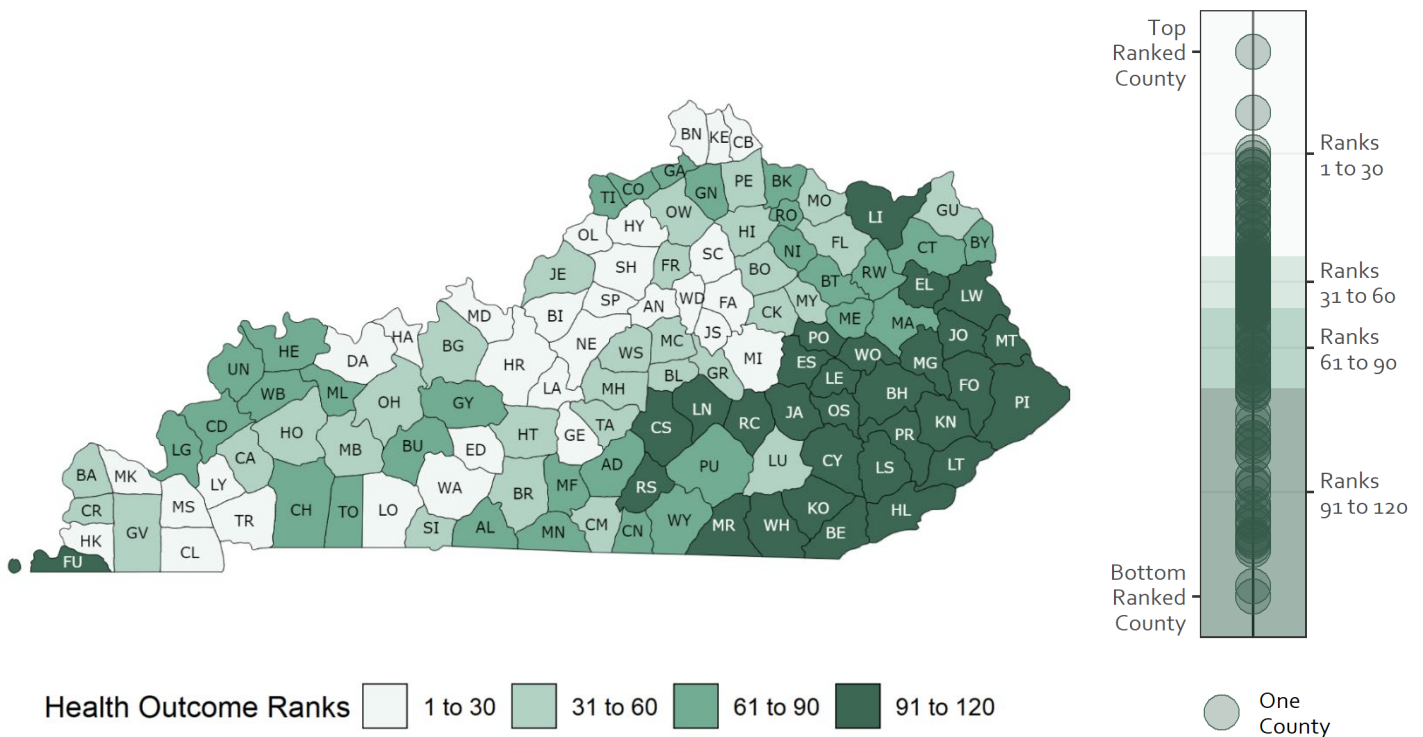 Top
Ranked
County
Ranks
1 to 30
Ranks
31 to 60
Ranks
61 to 90
Ranks
91 to 120
Bottom
Ranked
County
One
County
BN KE CB
GA PE BK
TI CO GN MO
OW RO LI GU
OL HY HI FL
SH FR SC NI CT BY
JE BO BT RW
SP AN WD FA MY EL LW
MD BI CK ME MA
HA NE JS PO JO MT
HE DA BG WS MC MI ES WO MG
UN HR BL GR LE FO
WB ML OH LA MH LN JA OS BH PI
CD HO GY TA CS RC PR KN
LG BU ED HT GE
CA MB AD PU LU CY LS LT
BA MK LY WA BR MF RS
CR MS TR CH TO LO SI AL CM WY MR WH KO HL
HK GV CL MN CN BE
FU
Health Outcome Ranks 1 to 30 31 to 60 61 to 90 91 to 120